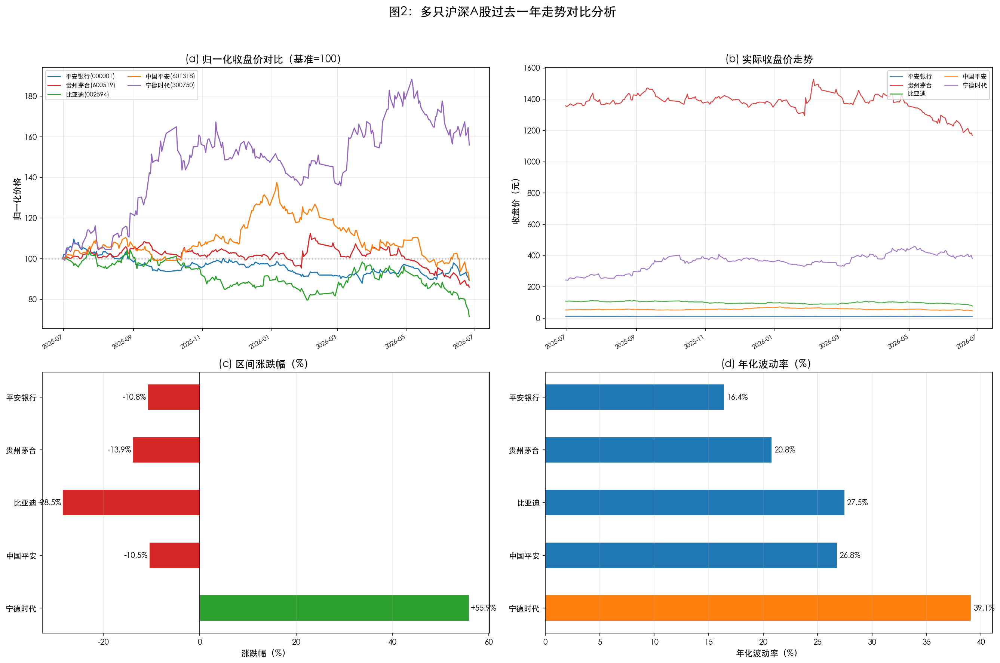 图2：多只沪深A股过去一年走势对比分析
(a) 归一化收盘价对比（基准=100）
平安银行(000001)
贵州茅台(600519)
比亚迪(002594)
中国平安(601318)
宁德时代(300750)
归一化价格
180
160
140
120
100
80
2025-07
2025-09
2025-11
2026-01
2026-03
2026-05
2026-07
(b) 实际收盘价走势
平安银行
贵州茅台
比亚迪
中国平安
宁德时代
收盘价（元）
1600
1400
1200
1000
800
600
400
200
0
2025-07
2025-09
2025-11
2026-01
2026-03
2026-05
2026-07
(c) 区间涨跌幅（%）
平安银行
-10.8%
贵州茅台
-13.9%
比亚迪
-28.5%
中国平安
-10.5%
宁德时代
+55.9%
-20
0
20
40
60
涨跌幅（%）
(d) 年化波动率（%）
平安银行
16.4%
贵州茅台
20.8%
比亚迪
27.5%
中国平安
26.8%
宁德时代
39.1%
0
5
10
15
20
25
30
35
40
年化波动率（%）